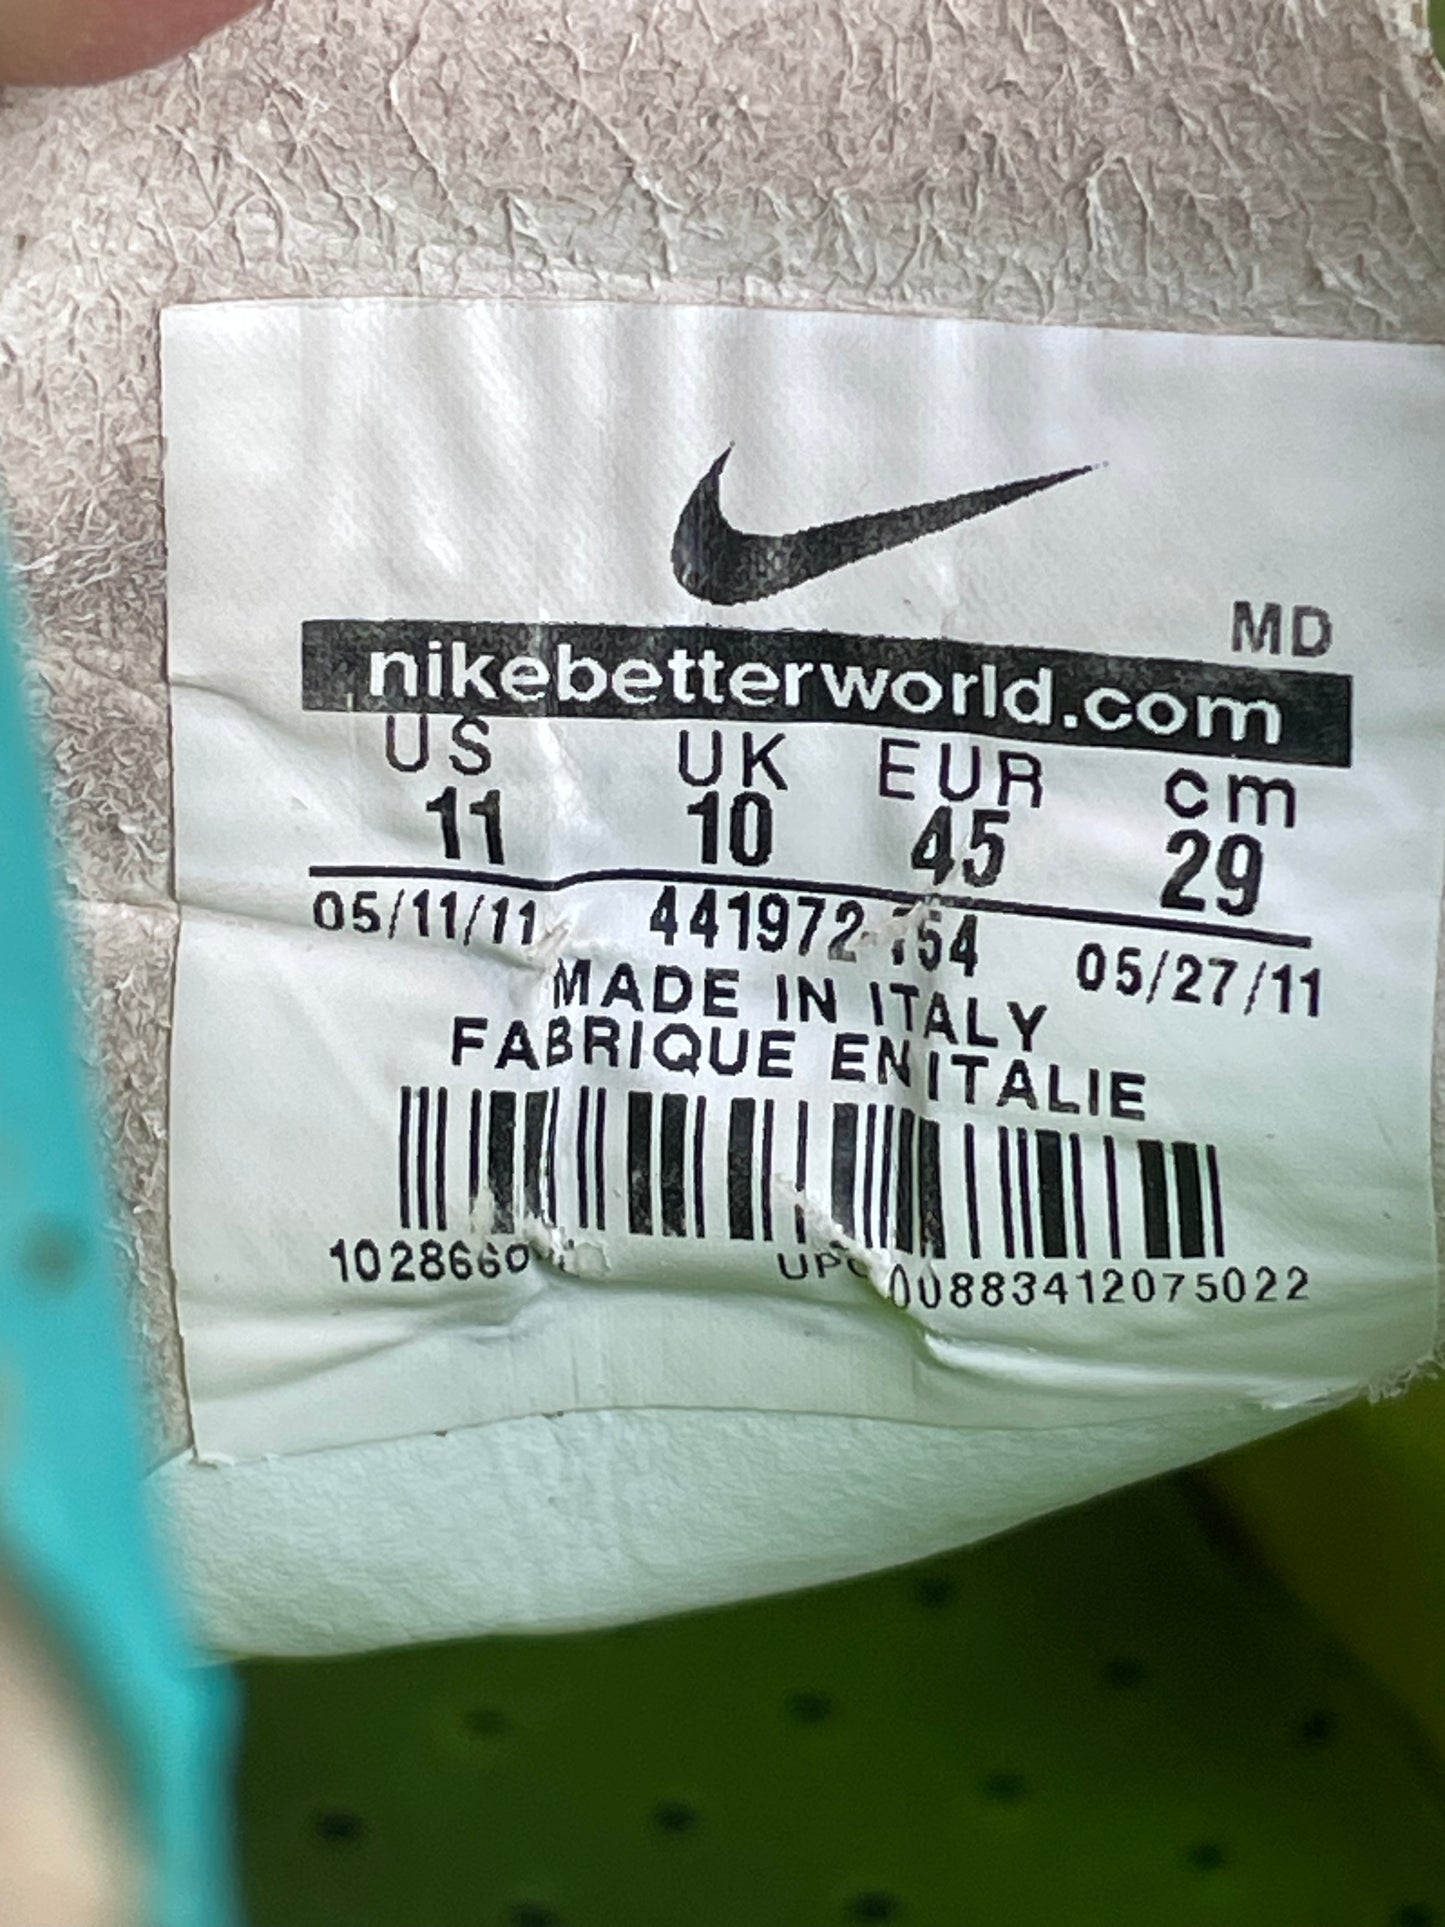 MD
nikebetterworld.com
US UK EUR cm
11 10 45 29
05/11/11 441972 05/27/11
MADE IN ITALY
FABRIQUE EN ITALIE
UPC 00883412075022